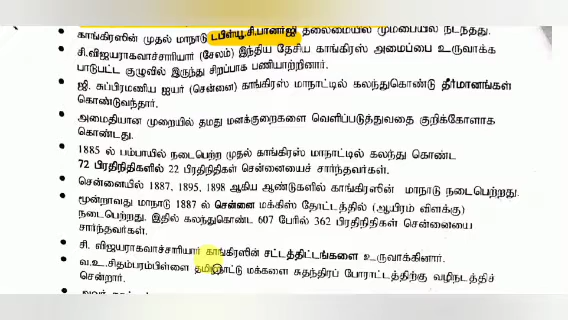 காங்கிரஸின் முதல் மாநாடு டபிள்யூ.சி.பானர்ஜி தலைமையில் மும்பையில் நடந்தது.
சி.விஜயராகவாச்சாரியார் (சேலம்) இந்திய தேசிய காங்கிரஸ் அமைப்பை உருவாக்க
பாடுபட்ட குழுவில் இருந்து சிறப்பாக பணியாற்றினார்.
ஜி. சுப்பிரமணிய ஐயர் (சென்னை) காங்கிரஸ் மாநாட்டில் கலந்துகொண்டு தீர்மானங்கள்
கொண்டுவந்தார்.
அமைதியான முறையில் தமது மனக்குறைகளை வெளிப்படுத்துவதை குறிக்கோளாக
கொண்டது.
1885 ல் பம்பாயில் நடைபெற்ற முதல் காங்கிரஸ் மாநாட்டில் கலந்து கொண்ட
72 பிரதிநிதிகளில் 22 பிரதிநிதிகள் சென்னையைச் சார்ந்தவர்கள்.
சென்னையில் 1887, 1895, 1898 ஆகிய ஆண்டுகளில் காங்கிரஸின் மாநாடு நடைபெற்றது.
மூன்றாவது மாநாடு 1887 ல் சென்னை மக்கிஸ் தோட்டத்தில் (ஆயிரம் விளக்கு)
நடைபெற்றது. இதில் கலந்துகொண்ட 607 பேரில் 362 பிரதிநிதிகள் சென்னையை
சார்ந்தவர்கள்.
சி. விஜயராகவாச்சாரியார் காங்கிரஸின் சட்டத்திட்டங்களை உருவாக்கினார்.
வ.உ.சிதம்பரம்பிள்ளை தமிழ்நாட்டு மக்களை சுதந்திரப் போராட்டத்திற்கு வழிநடத்திச்
சென்றார்.